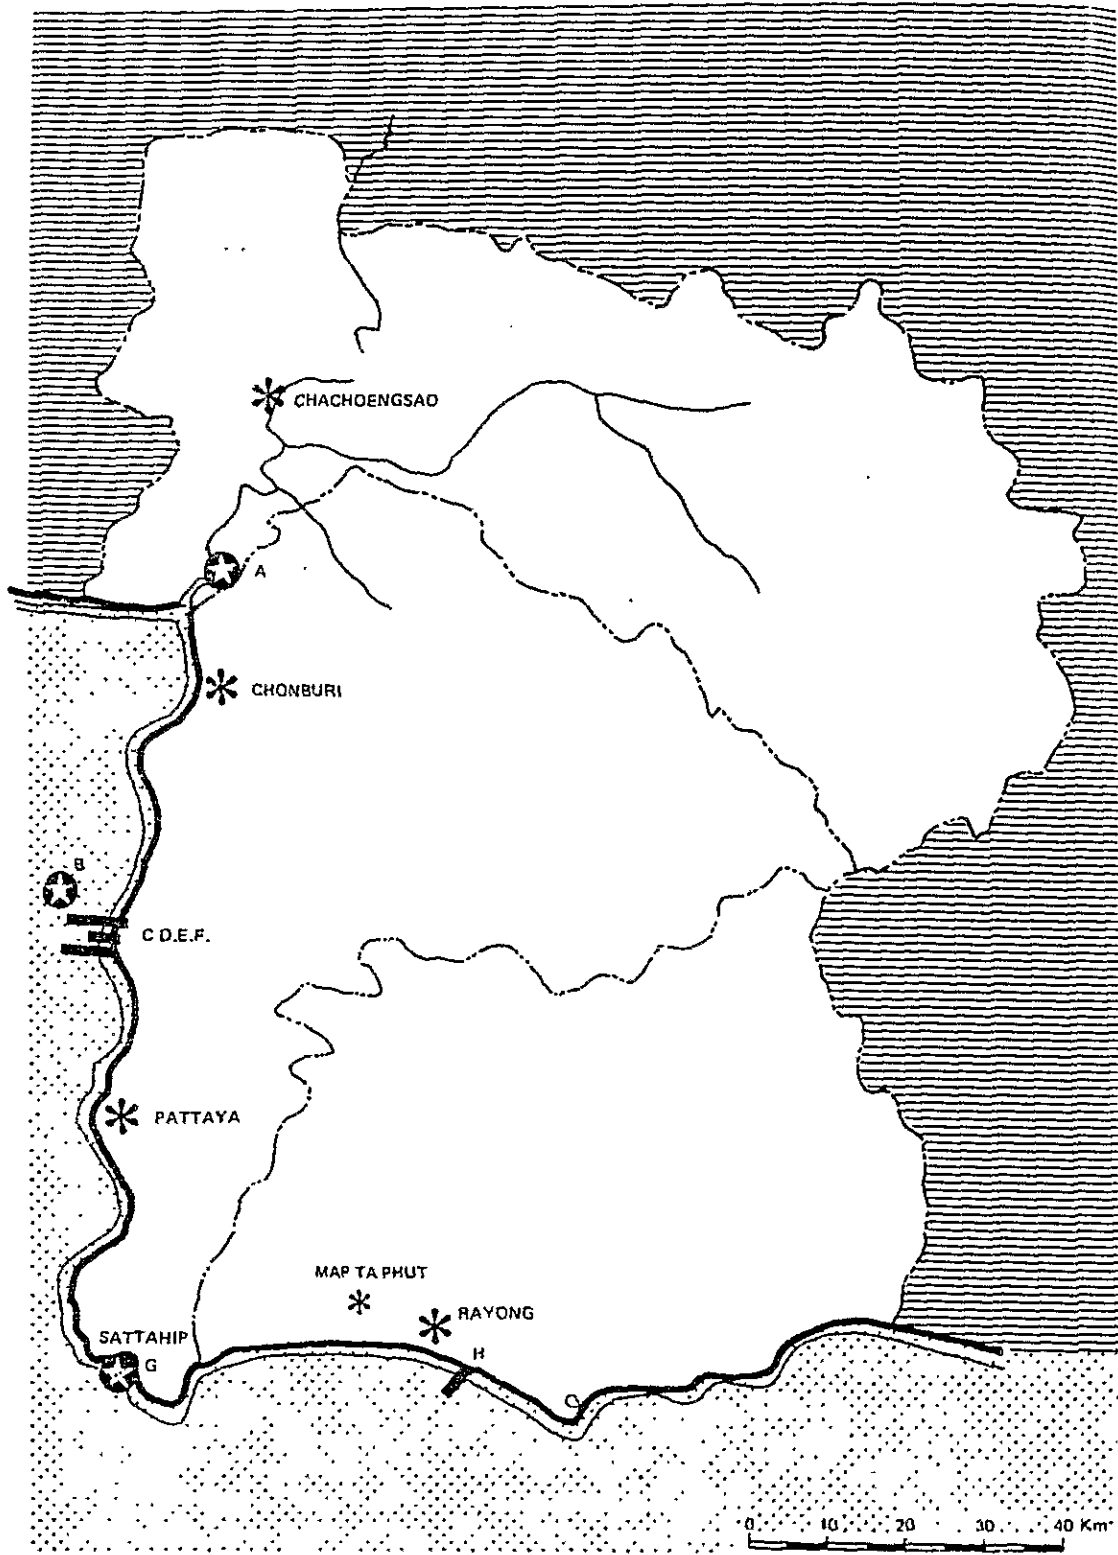 CHACHOENGSAO
A
CHONBURI
B
C D.E.F.
PATTAYA
MAP TA PHUT
RAYONG
SATTAHIP
G
H
0 10 20 30 40 Km